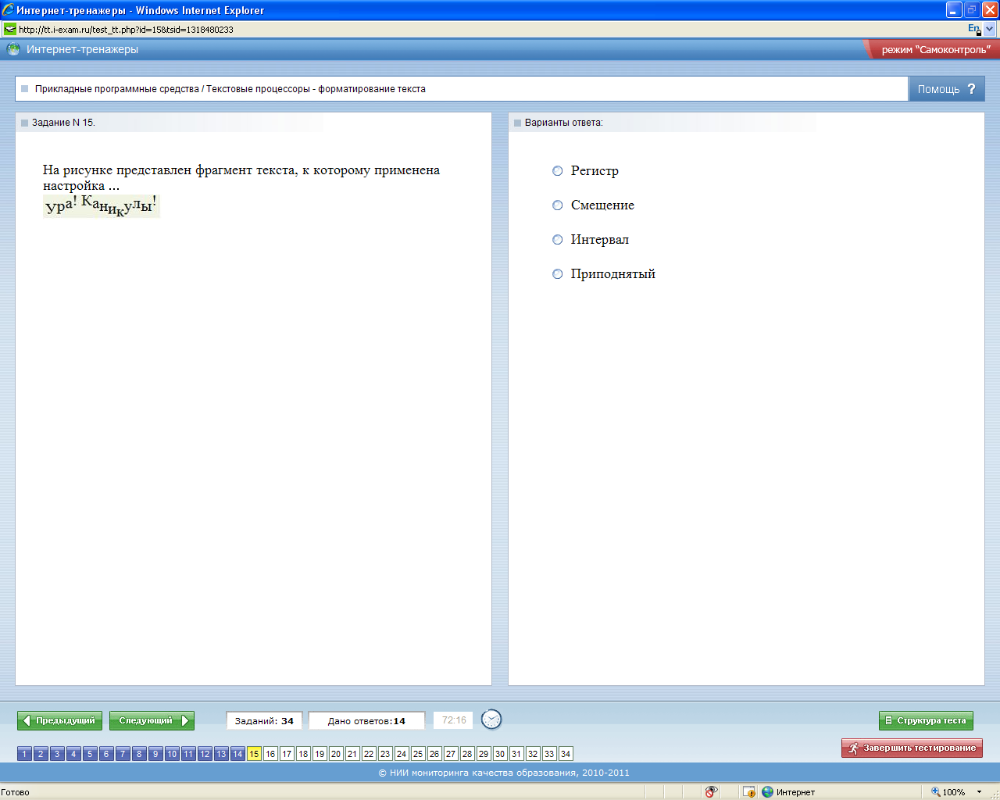 Интернет-тренажеры - Windows Internet Explorer
http://tt.i-exam.ru/test_tt.php?id=15&tsid=1318480233
En
Интернет-тренажеры
режим "Самоконтроль"
Прикладные программные средства / Текстовые процессоры - форматирование текста
Помощь ?
Задание N 15.
На рисунке представлен фрагмент текста, к которому применена
настройка ...
Ура! Каникулы!
Варианты ответа:
Регистр
Смещение
Интервал
Приподнятый
Предыдущий
Следующий
Заданий: 34
Дано ответов:14
72:16
Структура теста
1 2 3 4 5 6 7 8 9 10 11 12 13 14 15 16 17 18 19 20 21 22 23 24 25 26 27 28 29 30 31 32 33 34
Завершить тестирование
© НИИ мониторинга качества образования, 2010-2011
Готово
Интернет
100%